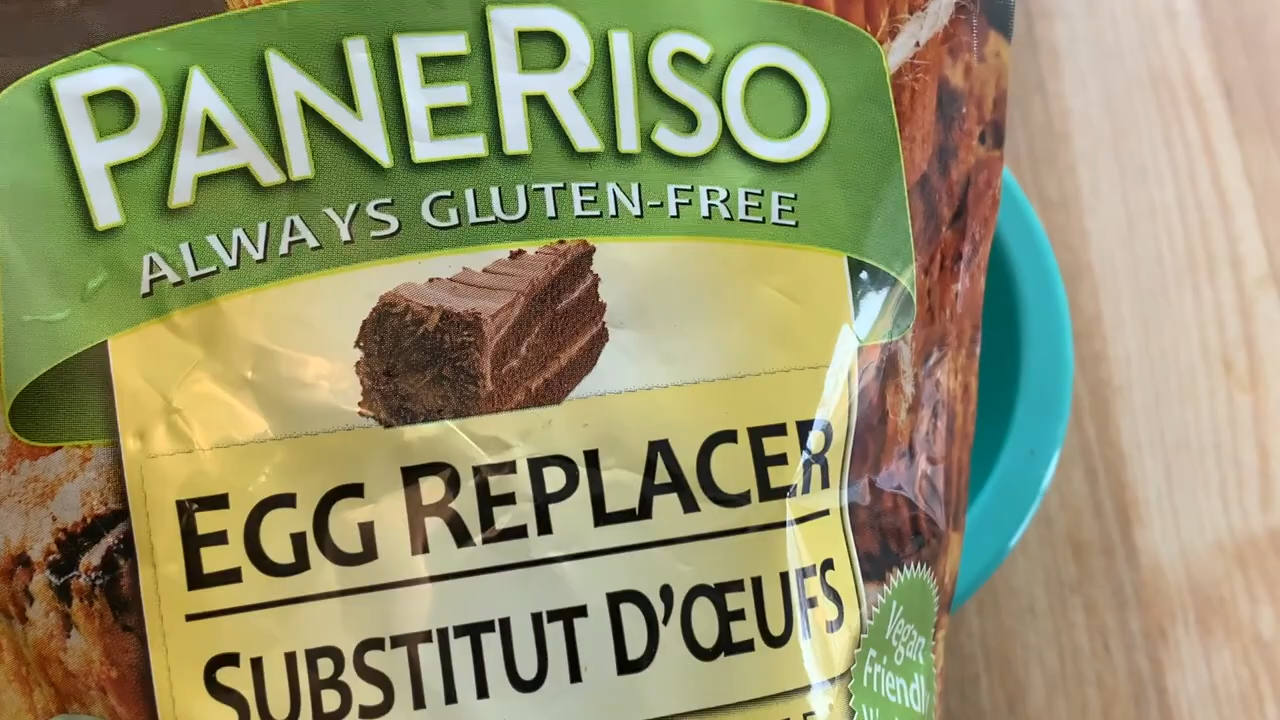 PANERISO
ALWAYS GLUTEN-FREE
EGG REPLACER
SUBSTITUT D'ŒUFS
Vegan
Friendly